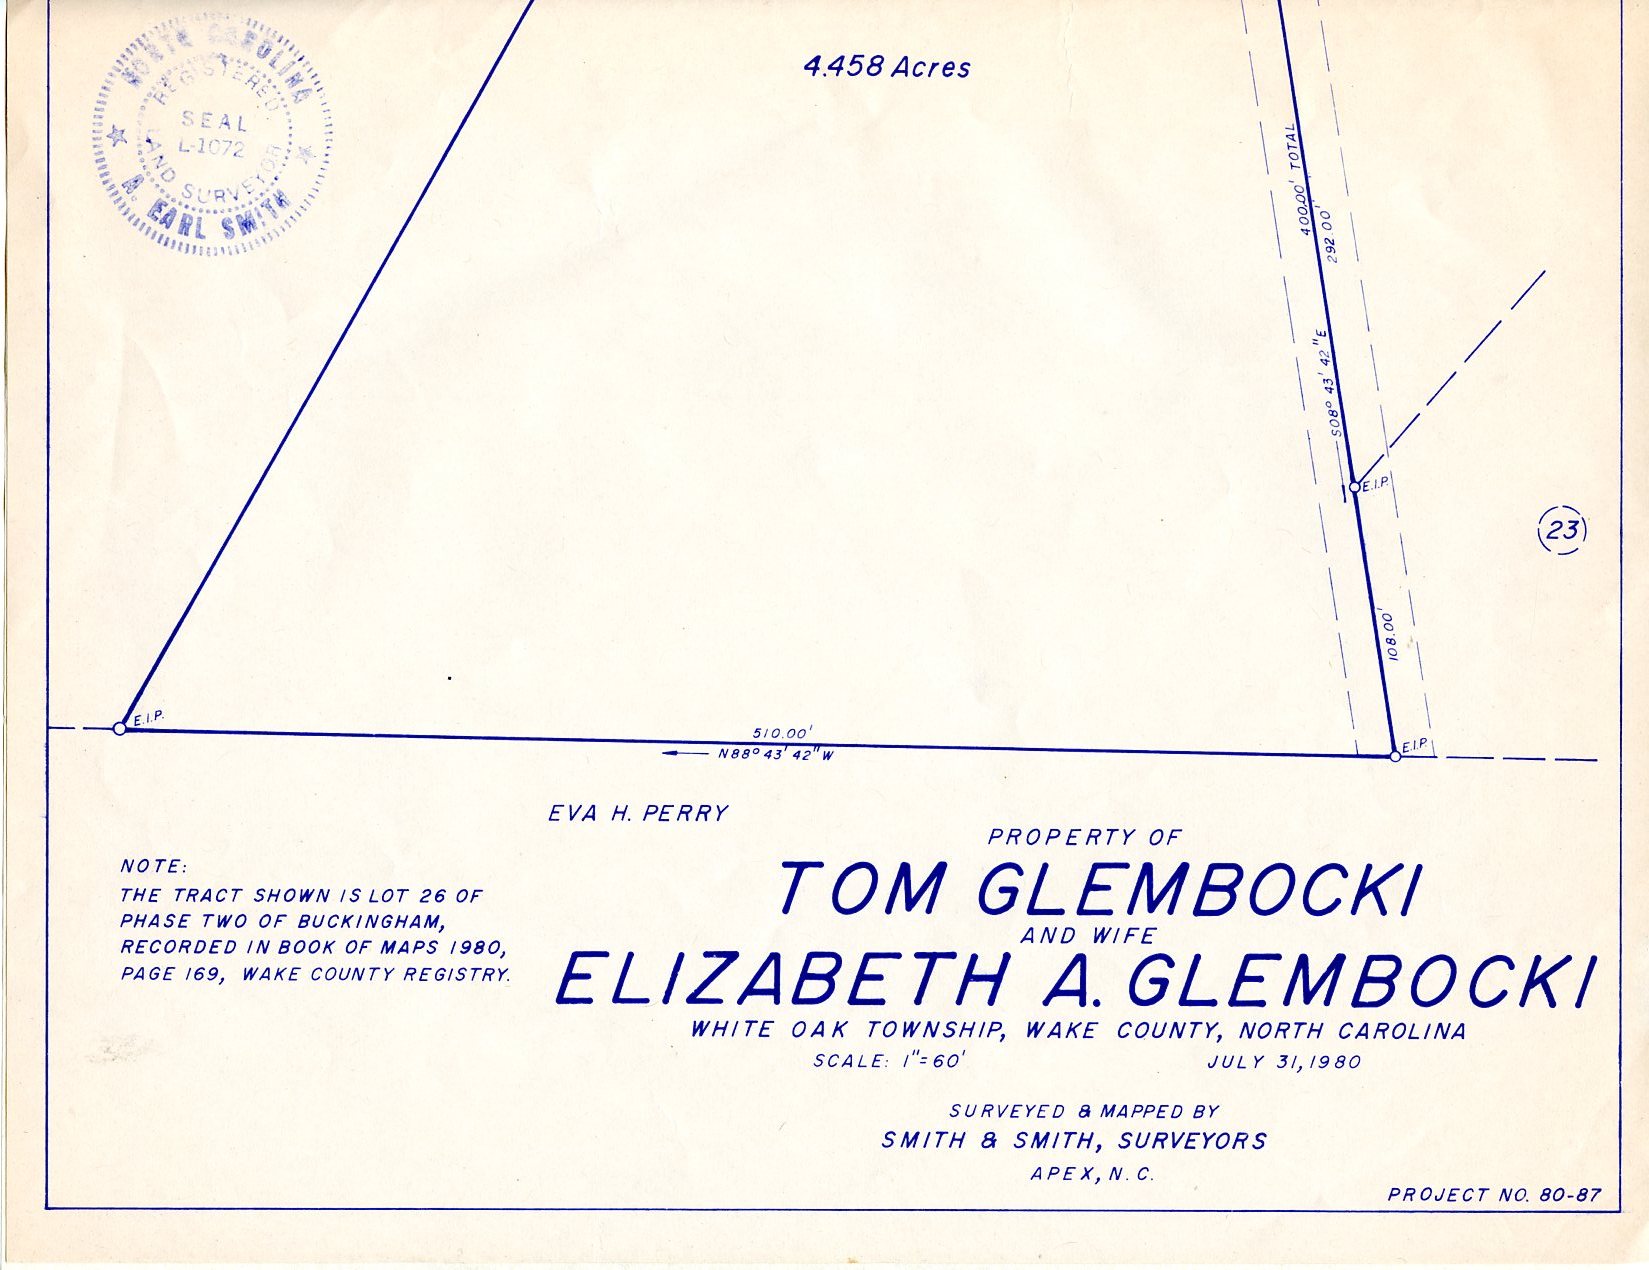 NORTH CAROLINA
REGISTERED
SEAL
L-1072
LAND SURVEYOR
A. EARL SMITH
4.458 Acres
400.00' TOTAL
292.00'
S08° 43' 42"E
E.I.P.
23
108.00'
E.I.P.
E.I.P.
510.00'
N88° 43' 42"W
EVA H. PERRY
NOTE:
THE TRACT SHOWN IS LOT 26 OF
PHASE TWO OF BUCKINGHAM,
RECORDED IN BOOK OF MAPS 1980,
PAGE 169, WAKE COUNTY REGISTRY.
PROPERTY OF
TOM GLEMBOCKI
AND WIFE
ELIZABETH A. GLEMBOCKI
WHITE OAK TOWNSHIP, WAKE COUNTY, NORTH CAROLINA
SCALE: 1"=60' JULY 31, 1980
SURVEYED & MAPPED BY
SMITH & SMITH, SURVEYORS
APEX, N.C.
PROJECT NO. 80-87